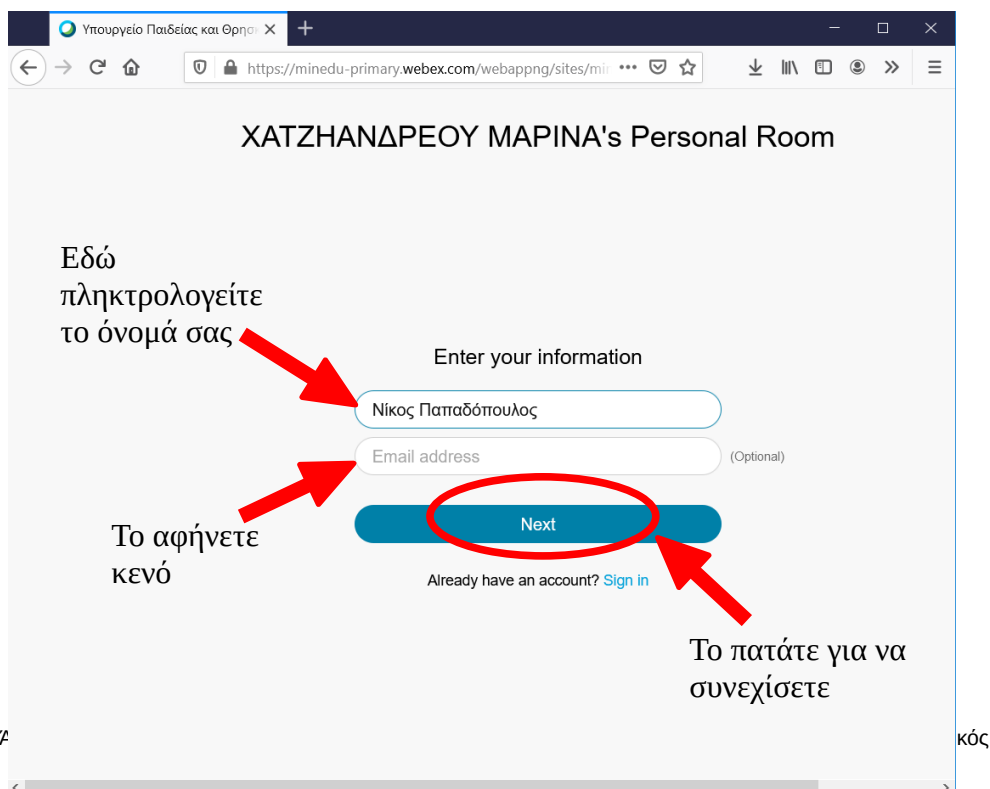 Υπουργείο Παιδείας και Θρησ
https://minedu-primary.webex.com/webappng/sites/mir
ΧΑΤΖΗΑΝΔΡΕΟΥ ΜΑΡΙΝΑ's Personal Room
Εδώ
πληκτρολογείτε
το όνομά σας
Enter your information
Νίκος Παπαδόπουλος
Email address
(Optional)
Next
Το αφήνετε
κενό
Already have an account? Sign in
Το πατάτε για να
συνεχίσετε
κός